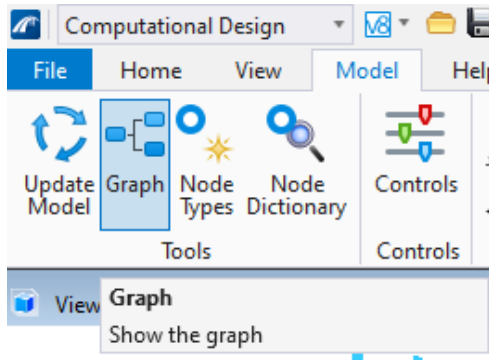 Computational Design
V8
File Home View Model
Update Model
Graph
Node Types
Node Dictionary
Controls
Tools
Controls
View
Graph
Show the graph